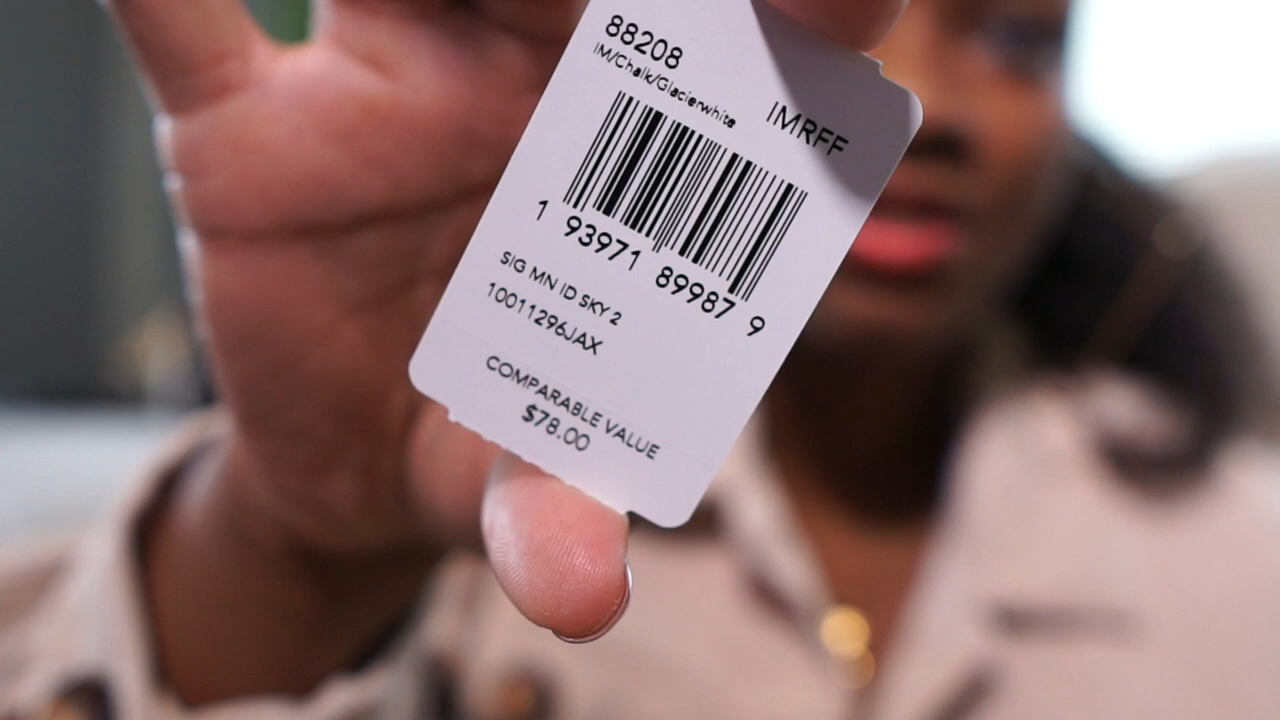 88208
IM/Chalk/Glacierwhite
IMRFF
1 93971 89987 9
SIG MN ID SKY 2
10011296JAX
COMPARABLE VALUE
$78.00